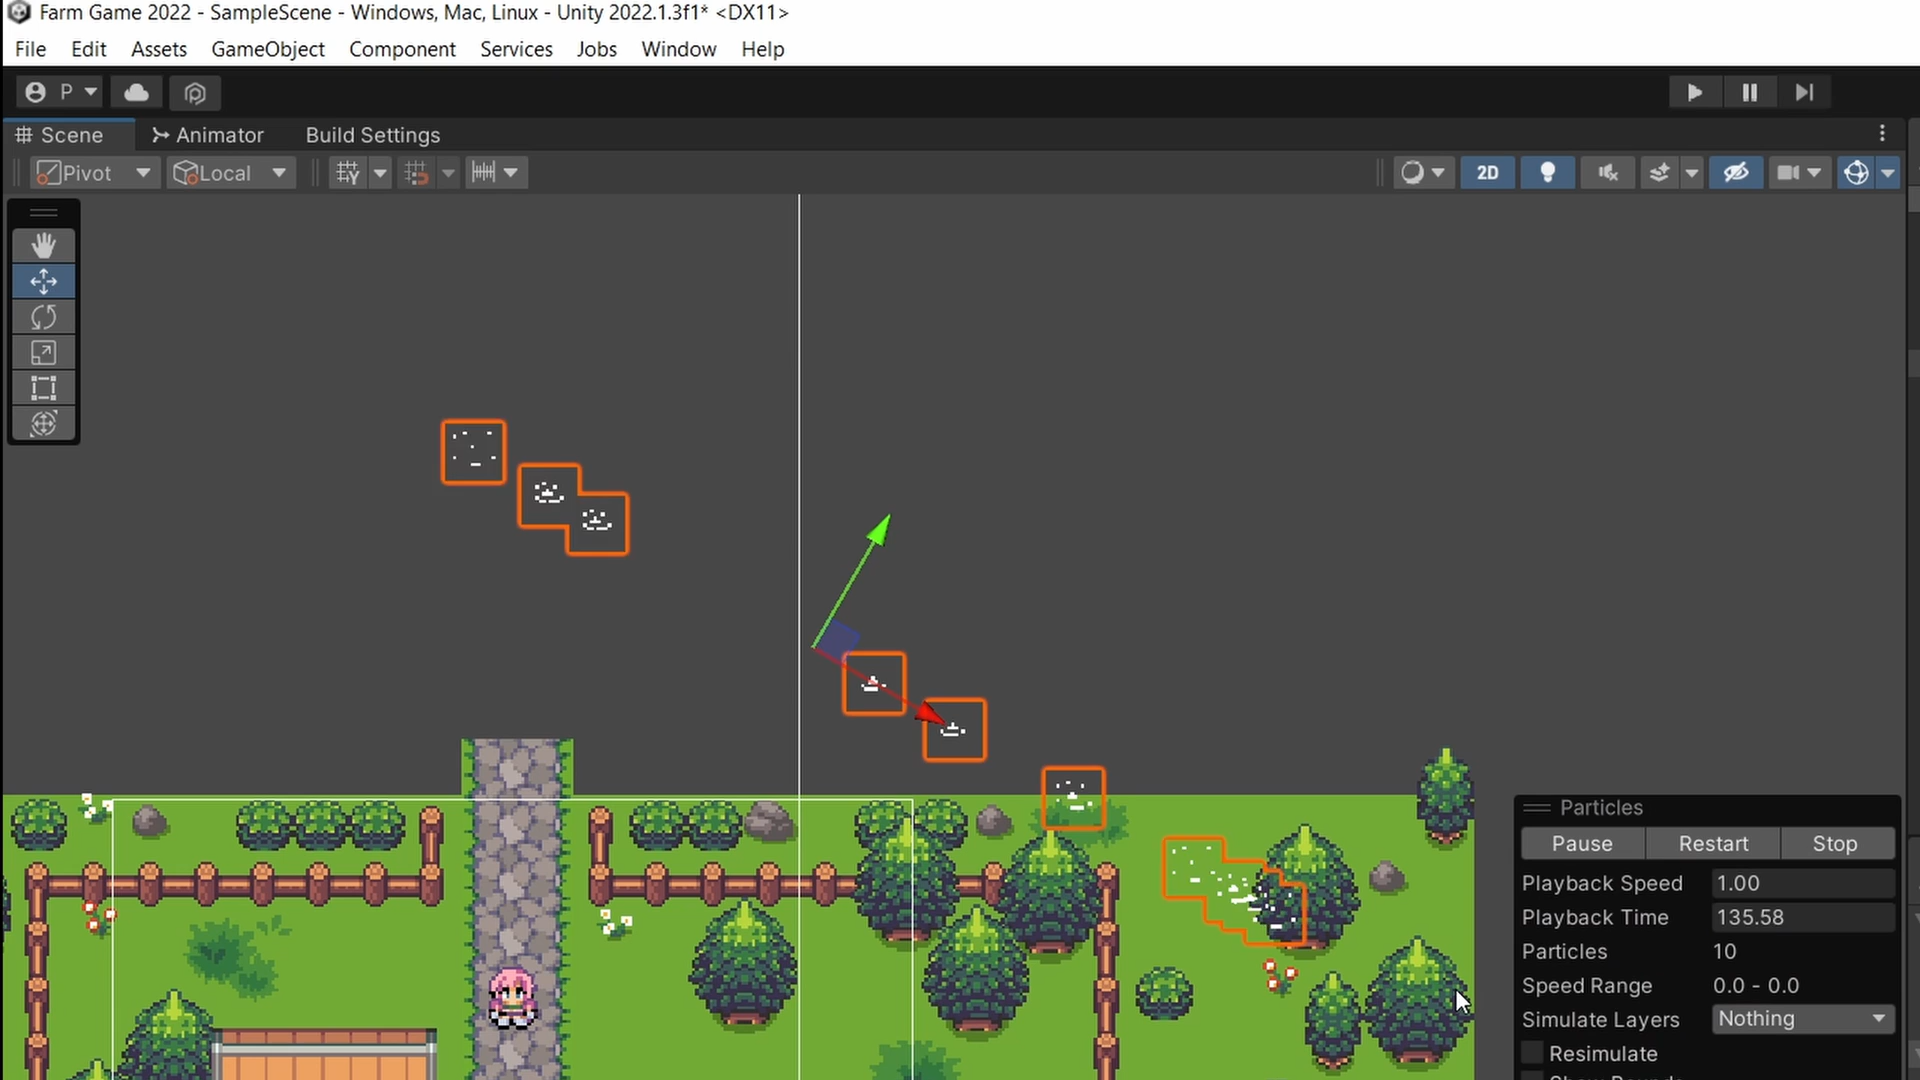 Farm Game 2022 - SampleScene - Windows, Mac, Linux - Unity 2022.1.3f1* <DX11>
File Edit Assets GameObject Component Services Jobs Window Help
P
Scene Animator Build Settings
Pivot Local 2D
Particles
Pause Restart Stop
Playback Speed 1.00
Playback Time 135.58
Particles 10
Speed Range 0.0 - 0.0
Simulate Layers Nothing
Resimulate